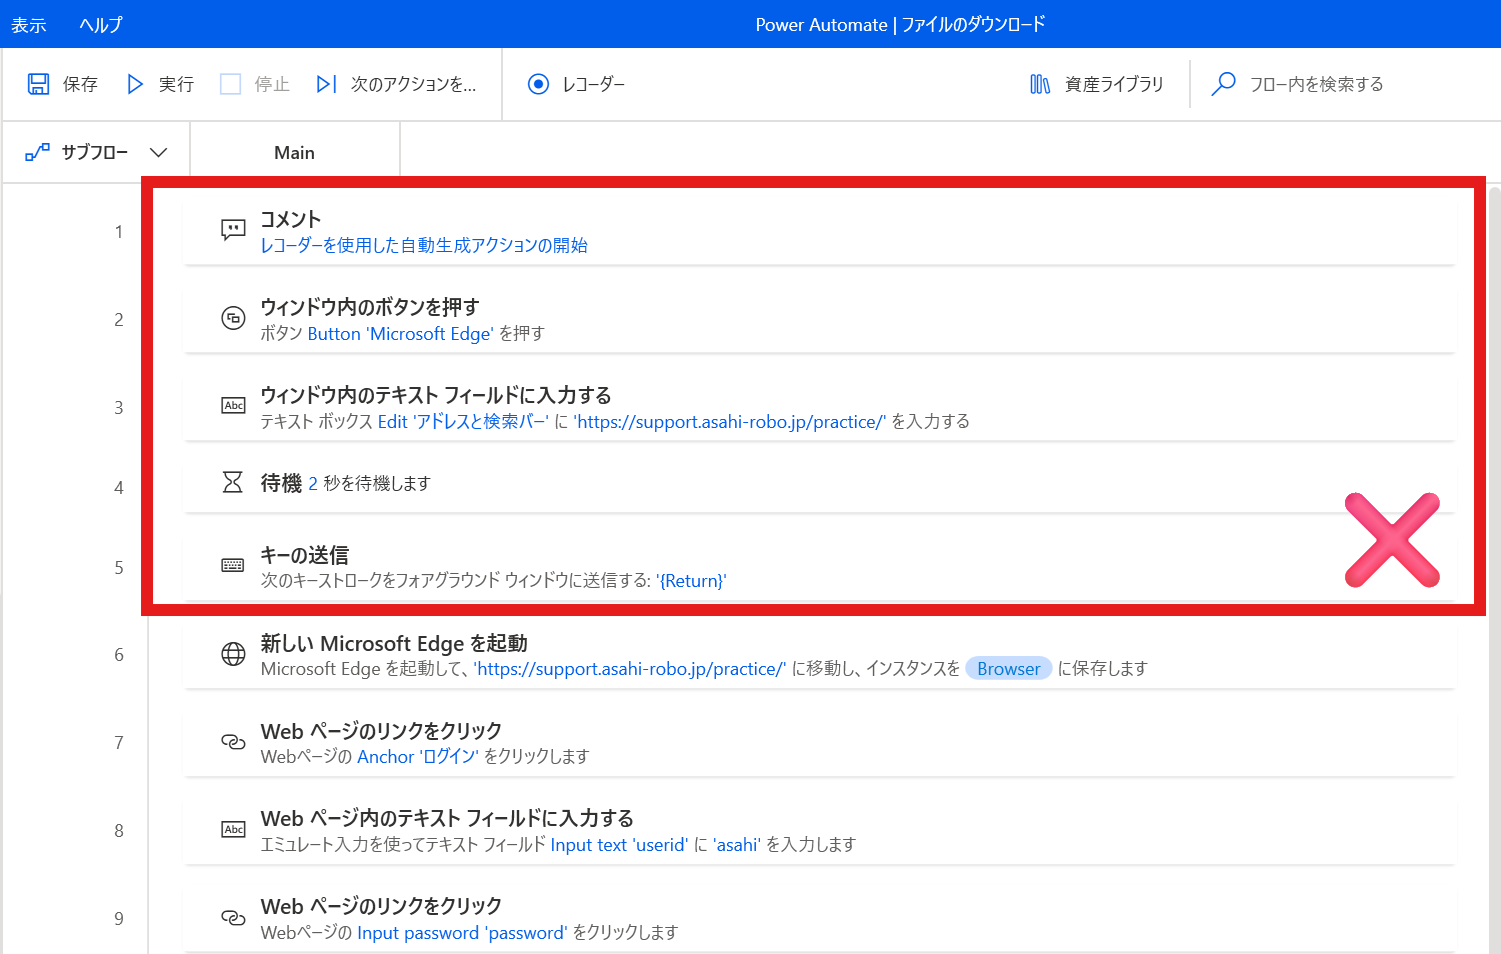 表示 ヘルプ Power Automate | ファイルのダウンロード
保存 実行 停止 次のアクションを... レコーダー 資産ライブラリ フロー内を検索する
サブフロー Main
1 コメント
レコーダーを使用した自動生成アクションの開始
2 ウィンドウ内のボタンを押す
ボタン Button 'Microsoft Edge' を押す
3 ウィンドウ内のテキスト フィールドに入力する
Abc テキスト ボックス Edit 'アドレスと検索バー' に 'https://support.asahi-robo.jp/practice/' を入力する
4 待機 2 秒を待機します
5 キーの送信
次のキーストロークをフォアグラウンド ウィンドウに送信する: '{Return}'
6 新しい Microsoft Edge を起動
Microsoft Edge を起動して、'https://support.asahi-robo.jp/practice/' に移動し、インスタンスを Browser に保存します
7 Web ページのリンクをクリック
Webページの Anchor 'ログイン' をクリックします
8 Web ページ内のテキスト フィールドに入力する
Abc エミュレート入力を使ってテキスト フィールド Input text 'userid' に 'asahi' を入力します
9 Web ページのリンクをクリック
Webページの Input password 'password' をクリックします